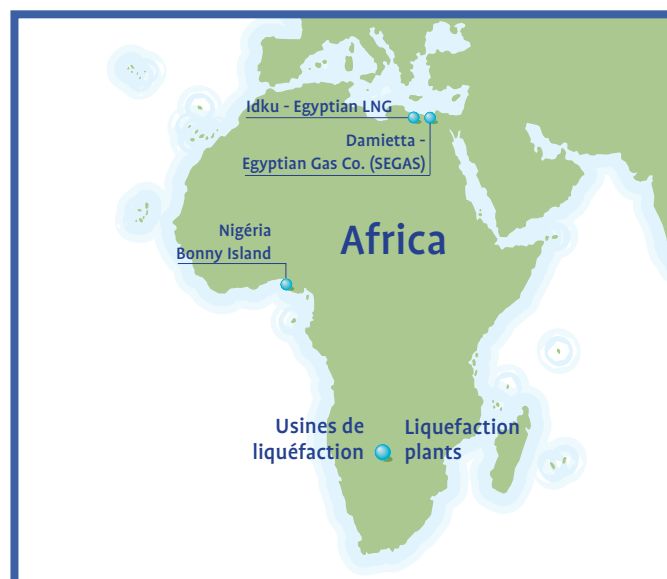 Idku - Egyptian LNG
Damietta -
Egyptian Gas Co. (SEGAS)
Nigéria
Bonny Island
Africa
Usines de
liquéfaction
Liquefaction
plants